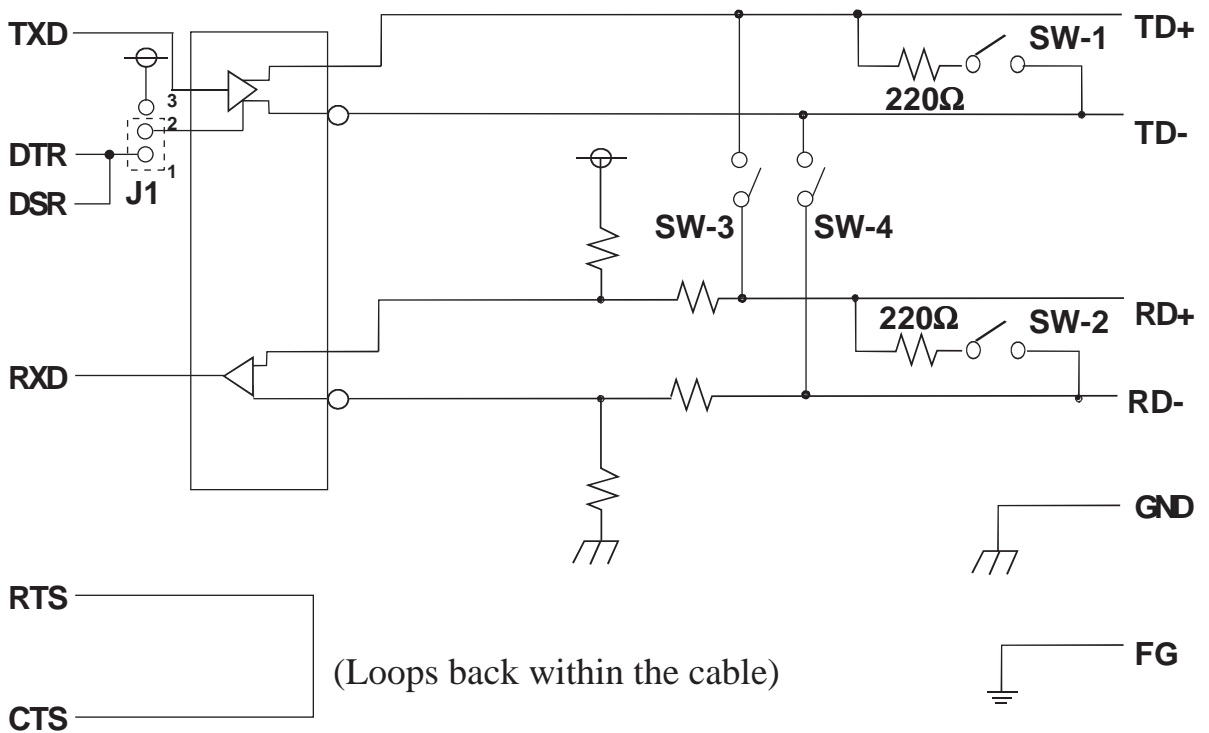 TXD
TD+
SW-1
220Ω
3
2
TD-
DTR
1
J1
DSR
SW-3
SW-4
RD+
220Ω
SW-2
RXD
RD-
GND
RTS
(Loops back within the cable)
FG
CTS